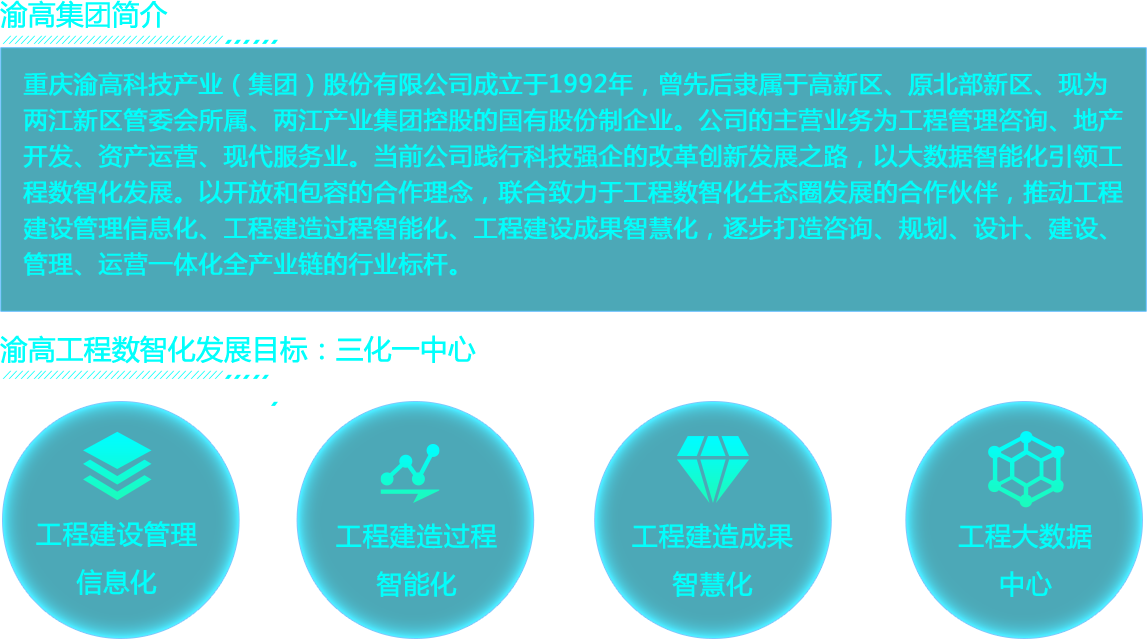 渝高集团简介
重庆渝高科技产业（集团）股份有限公司成立于1992年，曾先后隶属于高新区、原北部新区、现为
两江新区管委会所属、两江产业集团控股的国有股份制企业。公司的主营业务为工程管理咨询、地产
开发、资产运营、现代服务业。当前公司践行科技强企的改革创新发展之路，以大数据智能化引领工
程数智化发展。以开放和包容的合作理念，联合致力于工程数智化生态圈发展的合作伙伴，推动工程
建设管理信息化、工程建造过程智能化、工程建设成果智慧化，逐步打造咨询、规划、设计、建设、
管理、运营一体化全产业链的行业标杆。
渝高工程数智化发展目标：三化一中心
工程建设管理
信息化
工程建造过程
智能化
工程建造成果
智慧化
工程大数据
中心